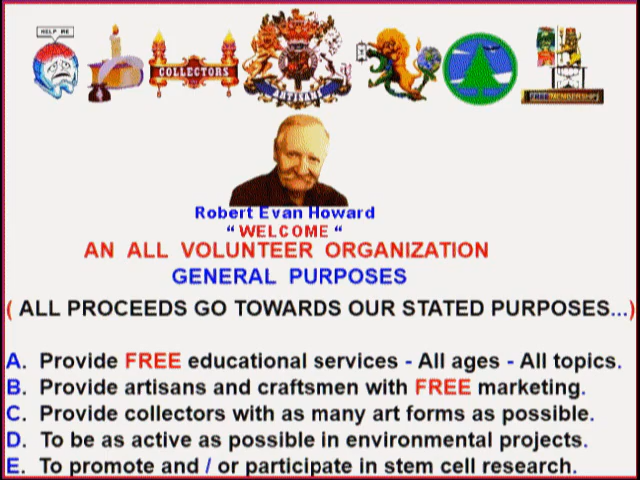 HELP ME
COLLECTORS
ARTISANS
FREE MEMBERSHIP
Robert Evan Howard
“ WELCOME “
AN ALL VOLUNTEER ORGANIZATION
GENERAL PURPOSES
( ALL PROCEEDS GO TOWARDS OUR STATED PURPOSES...)
A. Provide FREE educational services - All ages - All topics.
B. Provide artisans and craftsmen with FREE marketing.
C. Provide collectors with as many art forms as possible.
D. To be as active as possible in environmental projects.
E. To promote and / or participate in stem cell research.